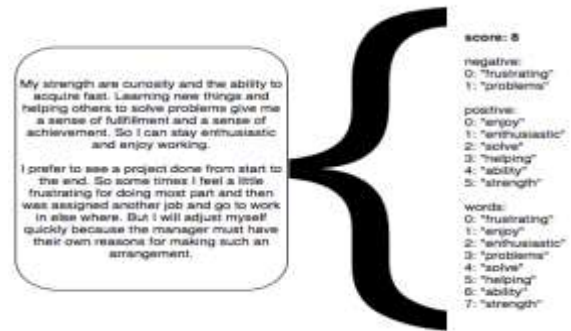 My strength are curiosity and the ability to
acquire fast. Learning new things and
helping others to solve problems give me
a sense of fulfillment and a sense of
achievement. So I can stay enthusiastic
and enjoy working.
I prefer to see a project done from start to
the end. So some times I feel a little
frustrating for doing most part and then
was assigned another job and go to work
in else where. But I will adjust myself
quickly because the manager must have
their own reasons for making such an
arrangement.
score: 8
negative:
0: "frustrating"
1: "problems"
positive:
0: "enjoy"
1: "enthusiastic"
2: "solve"
3: "helping"
4: "ability"
5: "strength"
words:
0: "frustrating"
1: "enjoy"
2: "enthusiastic"
3: "problems"
4: "solve"
5: "helping"
6: "ability"
7: "strength"